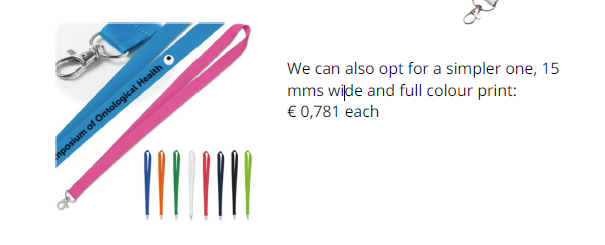 mposium of Ontological Health
We can also opt for a simpler one, 15
mms wide and full colour print:
€ 0,781 each